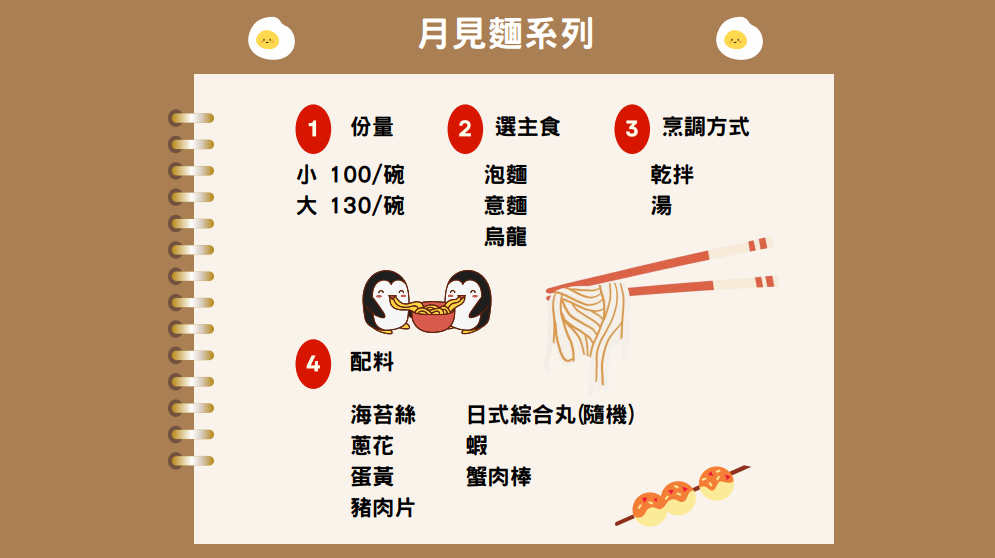 月見麵系列
1 份量
小 100/碗
大 130/碗
2 選主食
泡麵
意麵
烏龍
3 烹調方式
乾拌
湯
4 配料
海苔絲
蔥花
蛋黃
豬肉片
日式綜合丸(隨機)
蝦
蟹肉棒